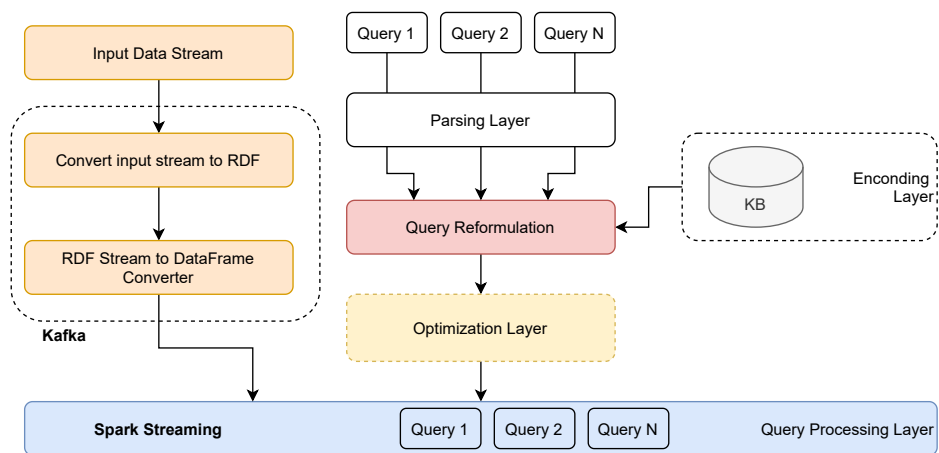 Input Data Stream
Convert input stream to RDF
RDF Stream to DataFrame
Converter
Kafka
Query 1
Query 2
Query N
Parsing Layer
Query Reformulation
KB
Enconding
Layer
Optimization Layer
Spark Streaming
Query 1
Query 2
Query N
Query Processing Layer